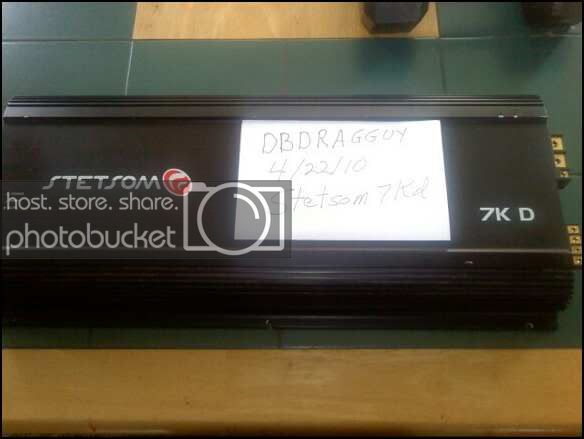 DBDRAGGUY
4/22/10
Stetsom 7Kd
STETSOM
7K D
host. store. share.
photobucket